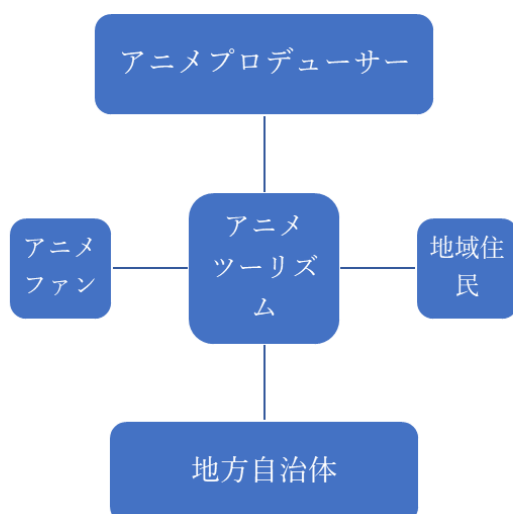 アニメプロデューサー
アニメ
ツーリズ
ム
アニメ
ファン
地域住
民
地方自治体